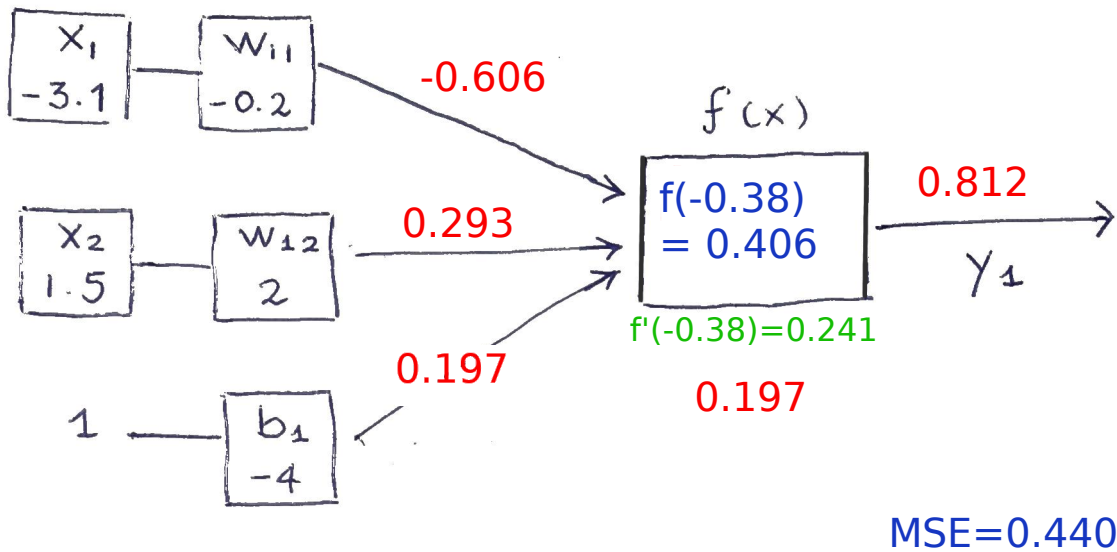 x₁
-3.1
w₁₁
-0.2
-0.606
f(x)
x₂
1.5
w₁₂
2
0.293
f(-0.38)
= 0.406
0.812
y₁
f'(-0.38)=0.241
1
b₁
-4
0.197
0.197
MSE=0.440